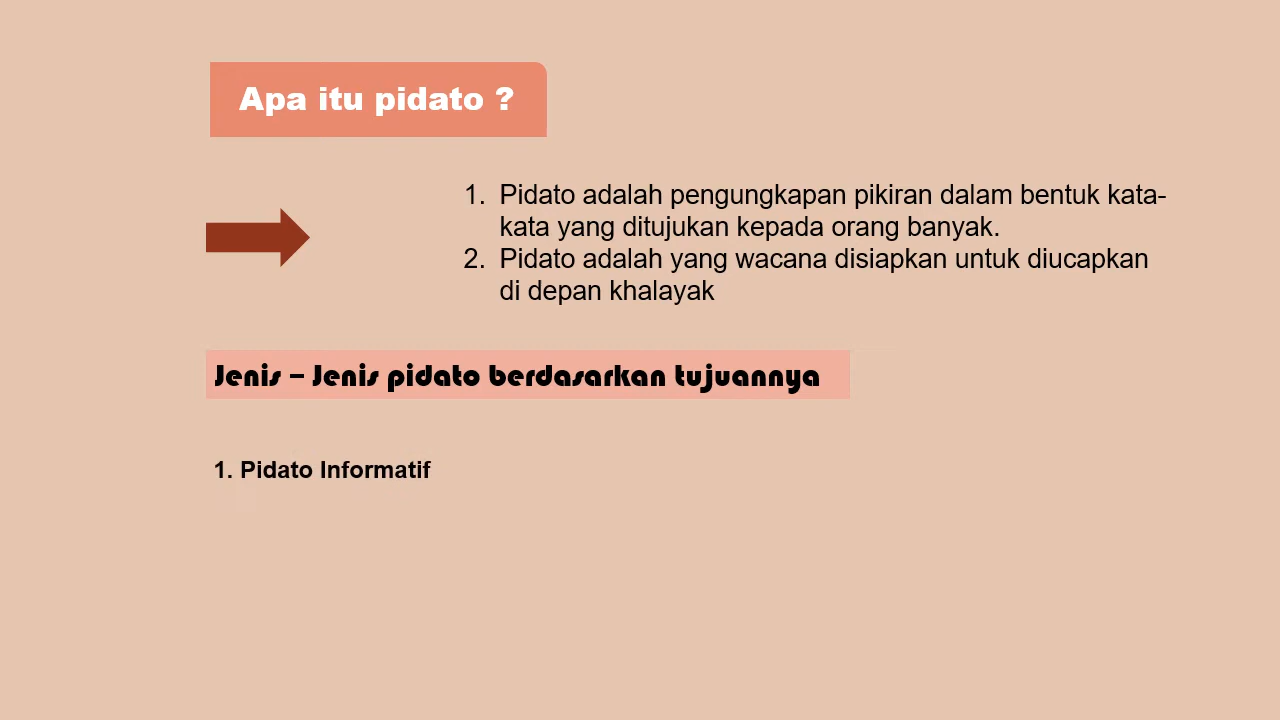 Apa itu pidato ?
1. Pidato adalah pengungkapan pikiran dalam bentuk kata-
kata yang ditujukan kepada orang banyak.
2. Pidato adalah yang wacana disiapkan untuk diucapkan
di depan khalayak
Jenis – Jenis pidato berdasarkan tujuannya
1. Pidato Informatif